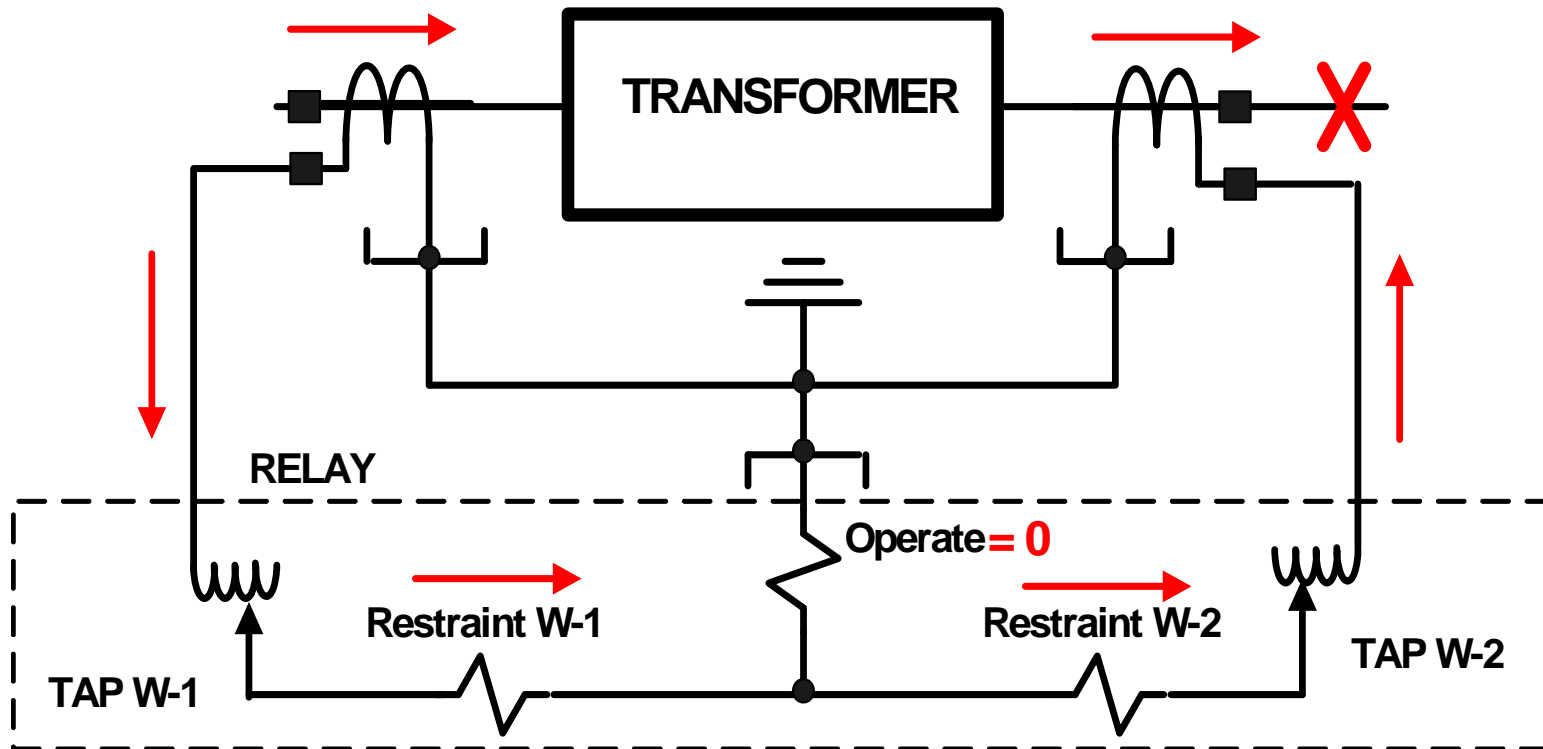 TRANSFORMER
RELAY
Operate = 0
Restraint W-1
Restraint W-2
TAP W-1
TAP W-2